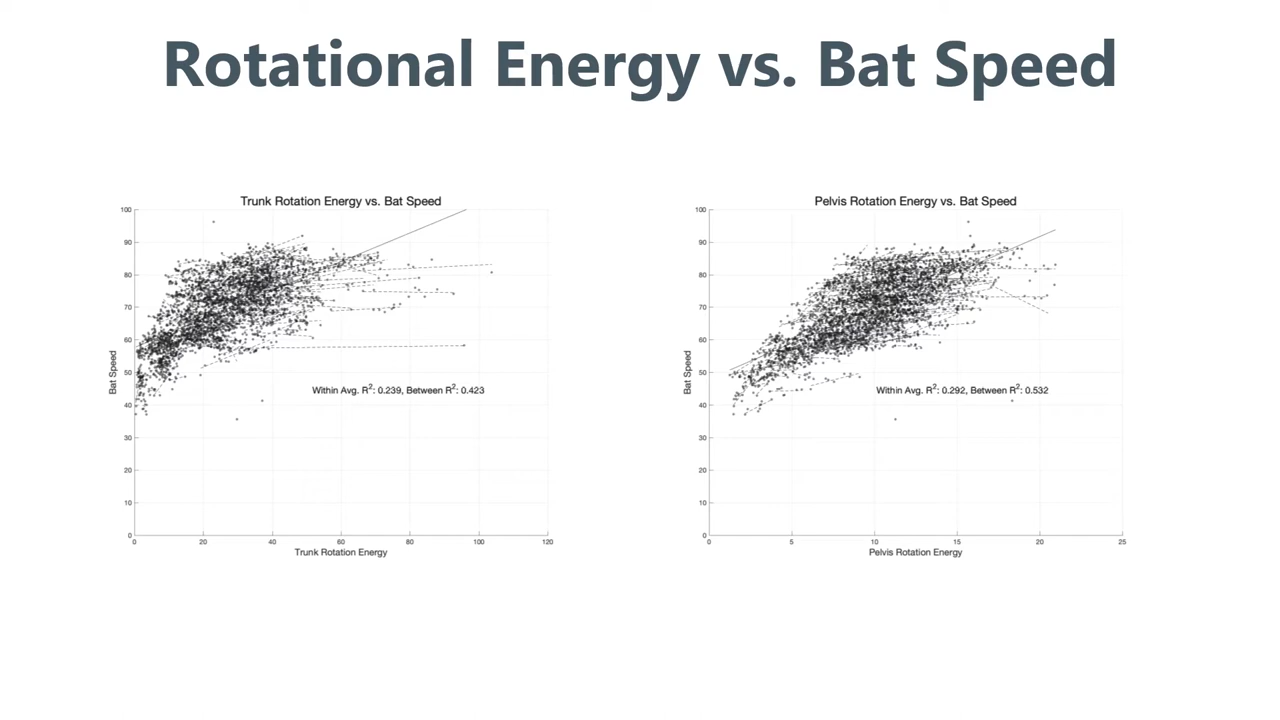 Rotational Energy vs. Bat Speed
Trunk Rotation Energy vs. Bat Speed
100
90
80
70
60
50
40
30
20
10
0
Bat Speed
Within Avg. R²: 0.239, Between R²: 0.423
0 20 40 60 80 100 120
Trunk Rotation Energy
Pelvis Rotation Energy vs. Bat Speed
100
90
80
70
60
50
40
30
20
10
0
Bat Speed
Within Avg. R²: 0.292, Between R²: 0.532
0 5 10 15 20 25
Pelvis Rotation Energy